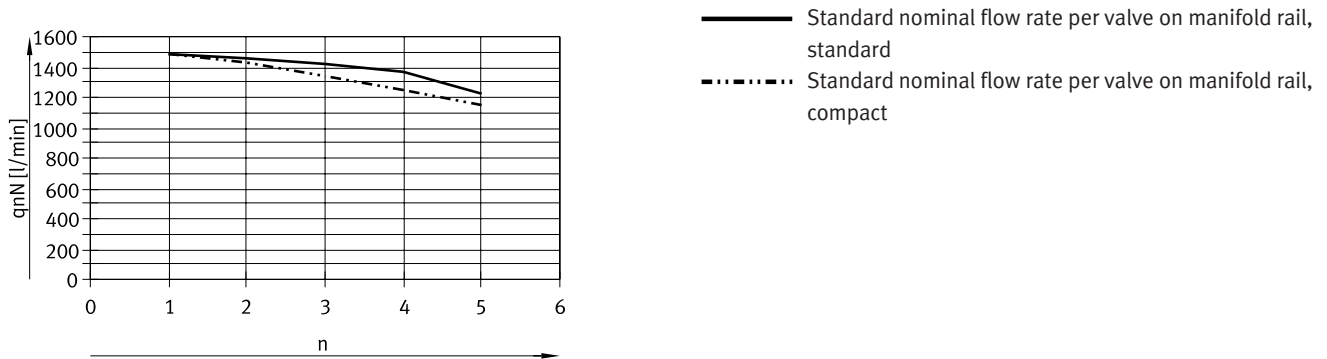 1600
1400
1200
1000
800
600
400
200
0
qnN [l/min]
0 1 2 3 4 5 6
n
Standard nominal flow rate per valve on manifold rail,
standard
Standard nominal flow rate per valve on manifold rail,
compact